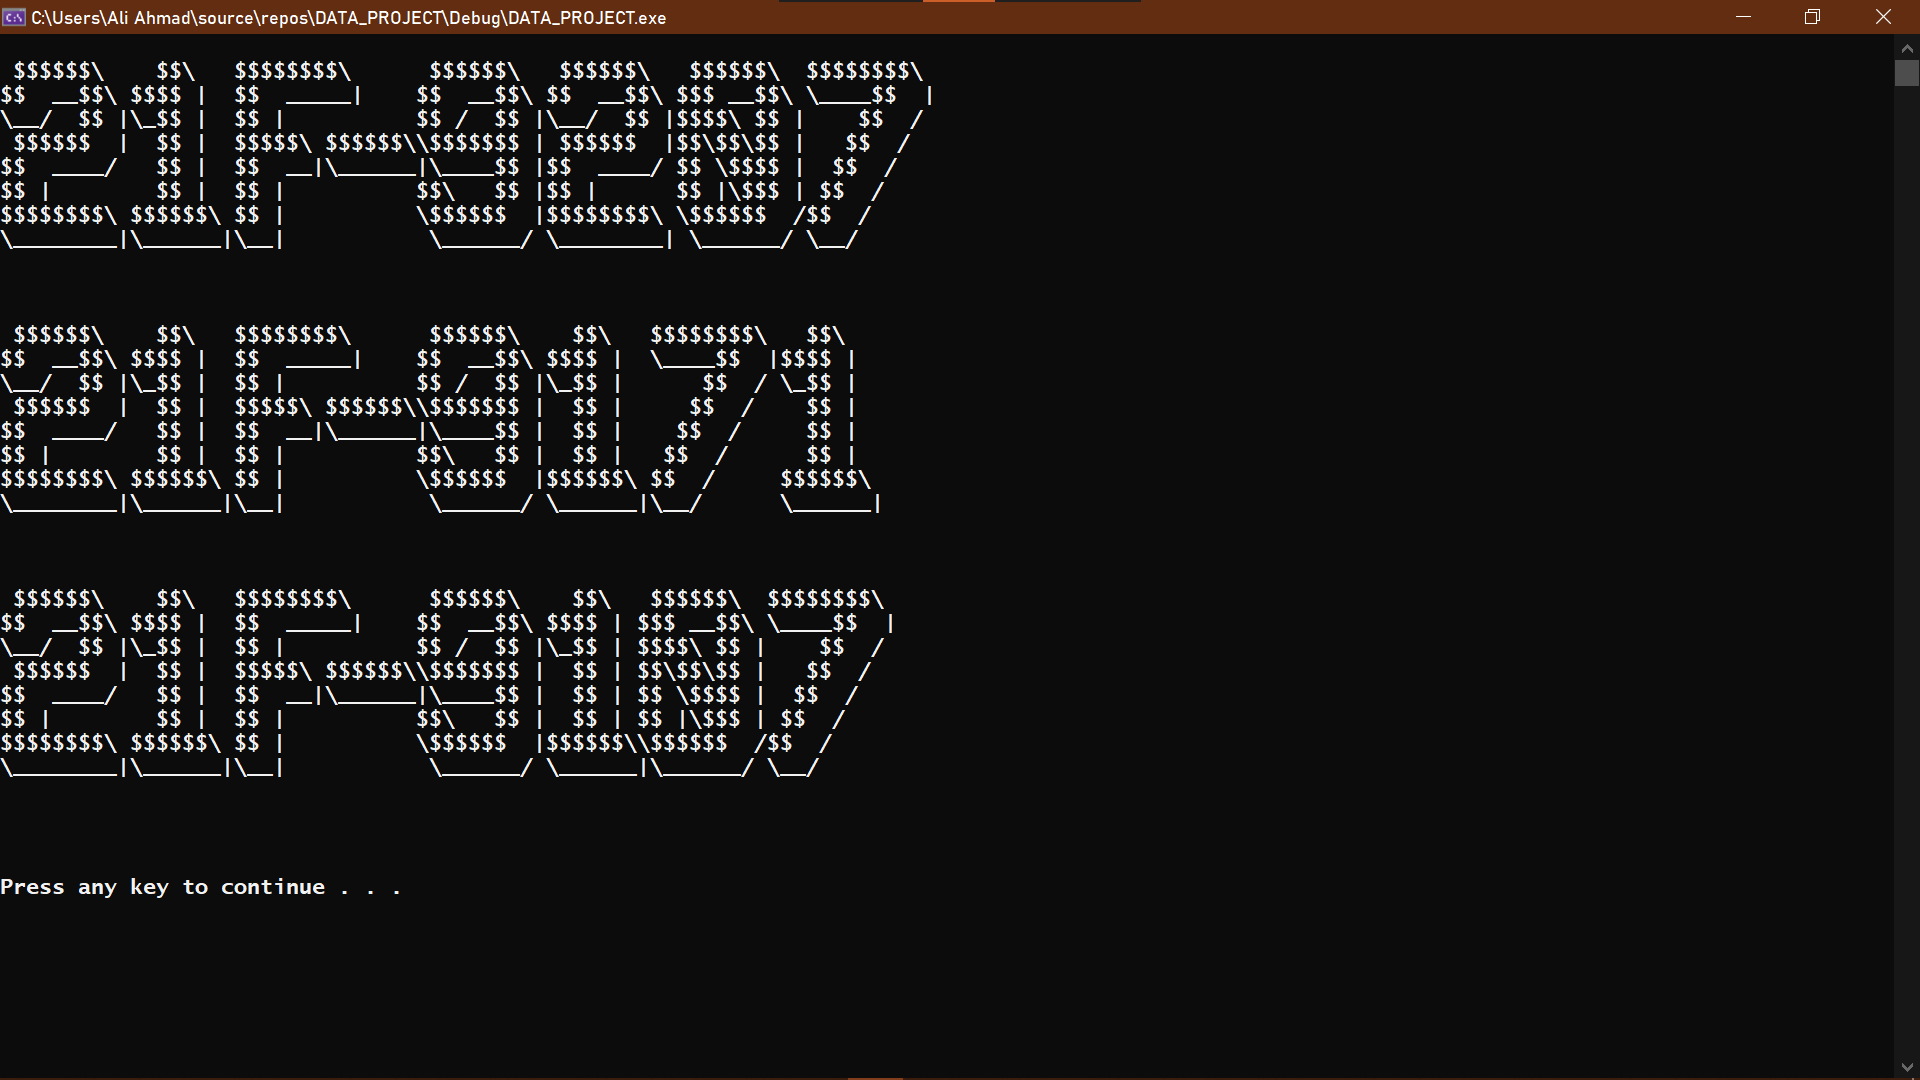 C:\Users\Ali Ahmad\source\repos\DATA_PROJECT\Debug\DATA_PROJECT.exe
21F-9207
21F-9171
21F-9107
Press any key to continue . . .